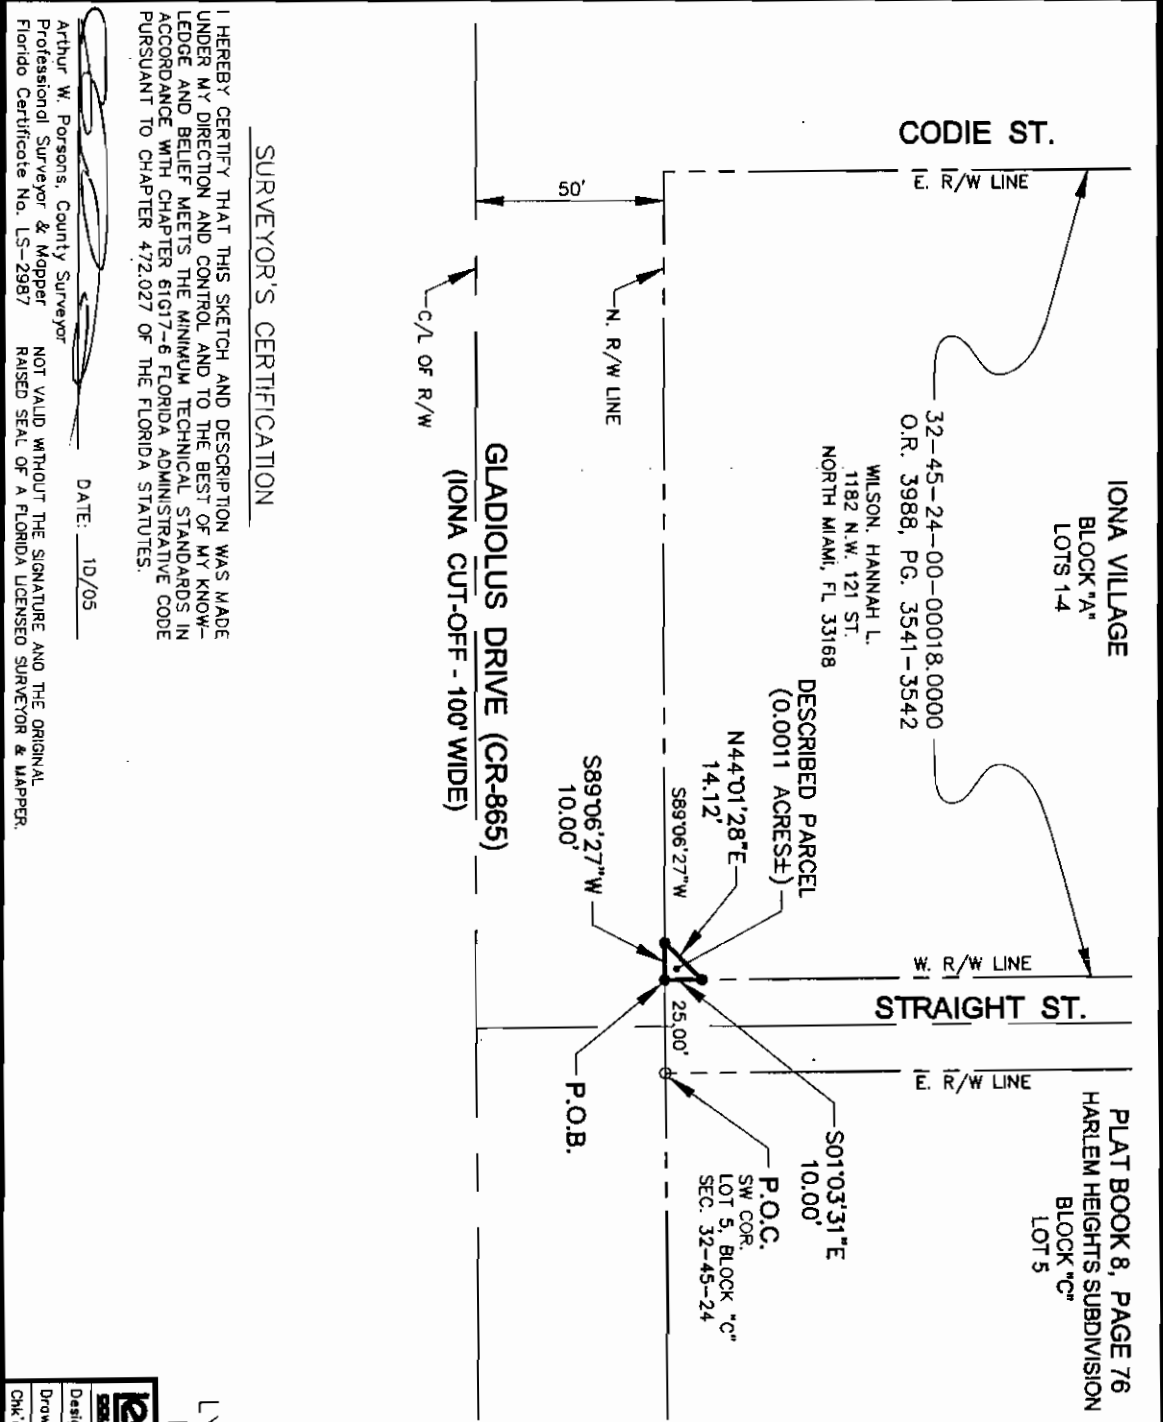 CODIE ST.
E. R/W LINE
50'
N. R/W LINE
C/L OF R/W
IONA VILLAGE
BLOCK "A"
LOTS 1-4
32-45-24-00-00018.0000
O.R. 3988, PG. 3541-3542
WILSON, HANNAH L.
1182 N.W. 121 ST.
NORTH MIAMI, FL 33168
DESCRIBED PARCEL
(0.0011 ACRES±)
N44°01'28"E
14.12'
S89°06'27"W
S89°06'27"W
10.00'
GLADIOLUS DRIVE (CR-865)
(IONA CUT-OFF - 100' WIDE)
W. R/W LINE
STRAIGHT ST.
25.00'
E. R/W LINE
P.O.B.
S01°03'31"E
10.00'
P.O.C.
SW COR.
LOT 5, BLOCK "C"
SEC. 32-45-24
PLAT BOOK 8, PAGE 76
HARLEM HEIGHTS SUBDIVISION
BLOCK "C"
LOT 5
SURVEYOR'S CERTIFICATION
I HEREBY CERTIFY THAT THIS SKETCH AND DESCRIPTION WAS MADE
UNDER MY DIRECTION AND CONTROL AND TO THE BEST OF MY KNOW-
LEDGE AND BELIEF MEETS THE MINIMUM TECHNICAL STANDARDS IN
ACCORDANCE WITH CHAPTER 61G17-6 FLORIDA ADMINISTRATIVE CODE
PURSUANT TO CHAPTER 472.027 OF THE FLORIDA STATUTES.
DATE: 10/05
Arthur W. Parsons, County Surveyor
Professional Surveyor & Mapper
Florida Certificate No. LS-2987
NOT VALID WITHOUT THE SIGNATURE AND THE ORIGINAL
RAISED SEAL OF A FLORIDA LICENSED SURVEYOR & MAPPER.